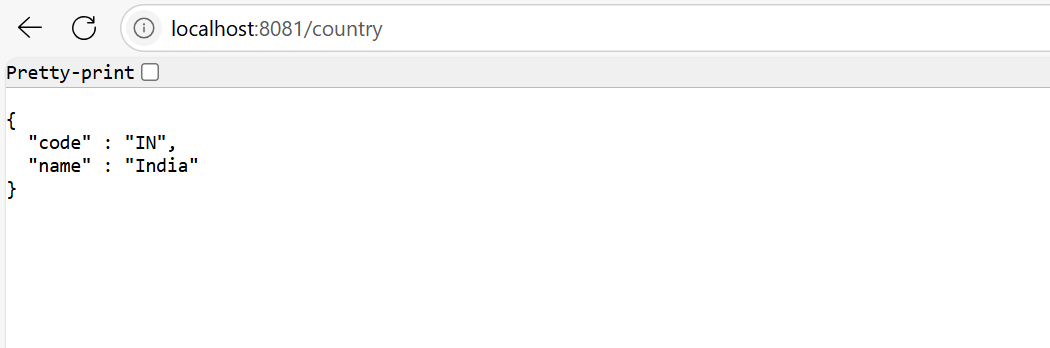 localhost:8081/country
Pretty-print
{
  "code" : "IN",
  "name" : "India"
}